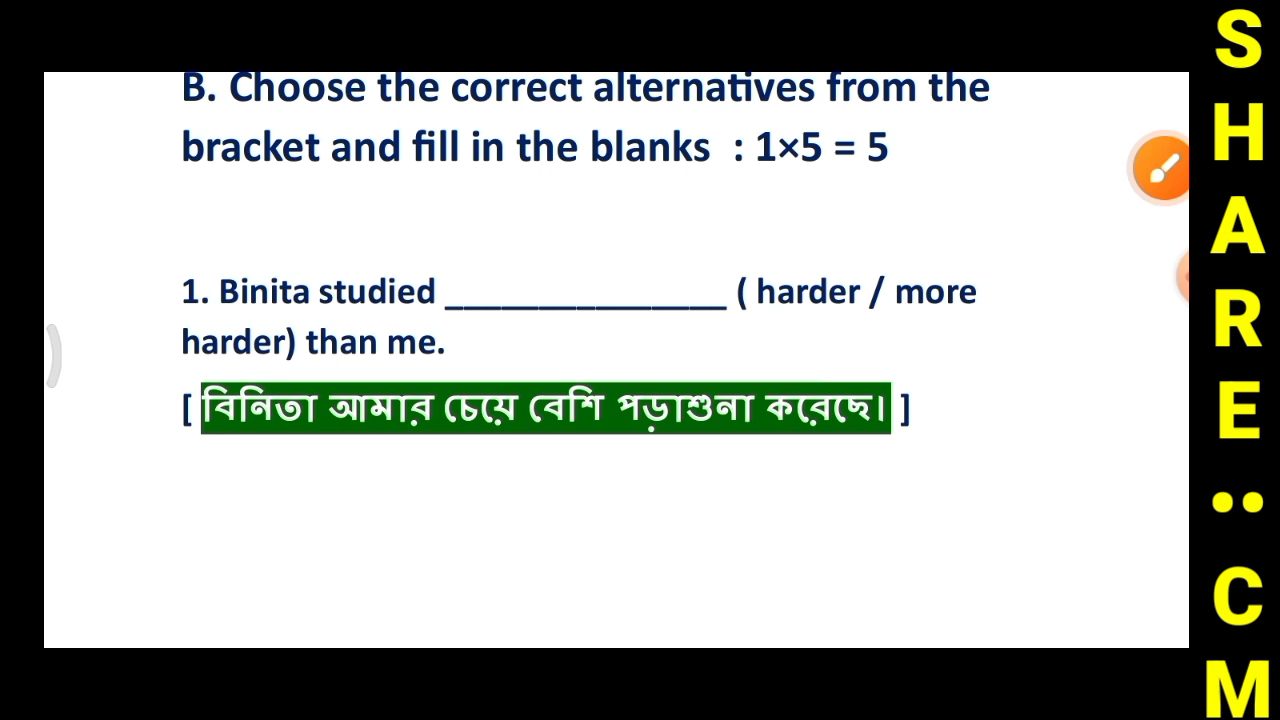 B. Choose the correct alternatives from the
bracket and fill in the blanks : 1×5 = 5
1. Binita studied _______________ ( harder / more
harder) than me.
[ বিনিতা আমার চেয়ে বেশি পড়াশুনা করেছে। ]
S
H
A
R
E
••
C
M